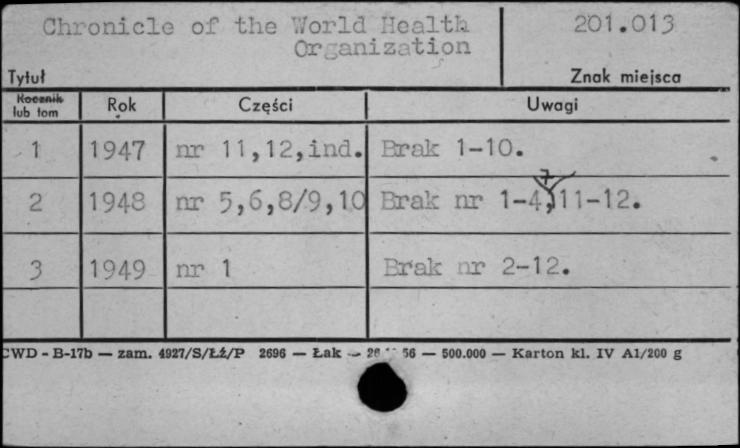 Chronicle of the World Health 201.013
Organization
Tytuł Znak miejsca
Rocznik lub tom Rok Części Uwagi
1 1947 nr 11,12,ind. Brak 1-10.
7
2 1948 nr 5,6,8/9,10 Brak nr 1-4,11-12.
3 1949 nr 1 Brak nr 2-12.
CWD - B-17b — zam. 4927/S/Łź/P 2696 — Łak — 56 — 500.000 — Karton kl. IV A1/200 g